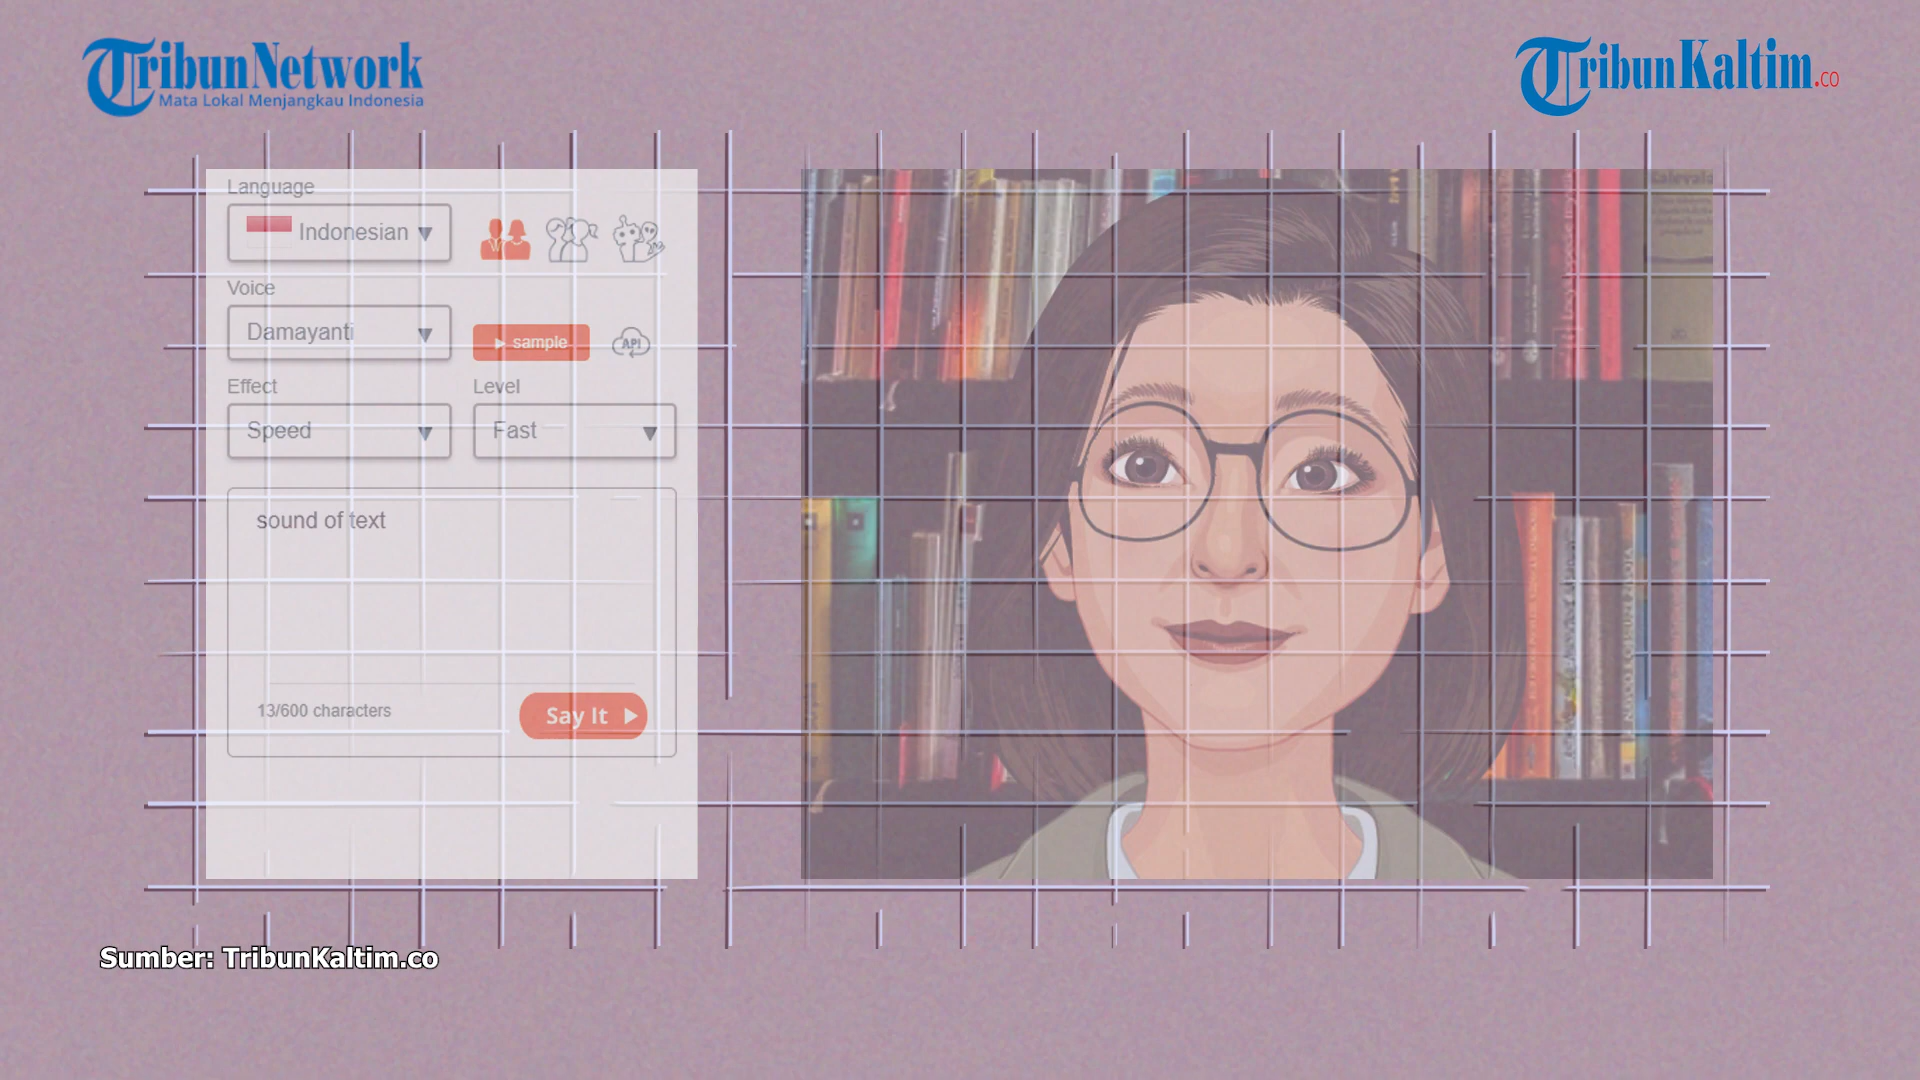 TribunNetwork
Mata Lokal Menjangkau Indonesia
TribunKaltim.co
Language
Indonesian
Voice
Damayanti
sample
API
Effect
Level
Speed
Fast
sound of text
13/600 characters
Say It
Kalevala
Sumber: TribunKaltim.co